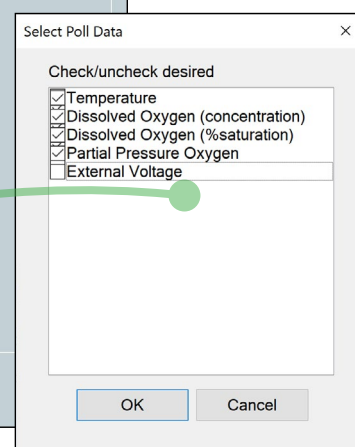 Select Poll Data
Check/uncheck desired
Temperature
Dissolved Oxygen (concentration)
Dissolved Oxygen (%saturation)
Partial Pressure Oxygen
External Voltage
OK
Cancel